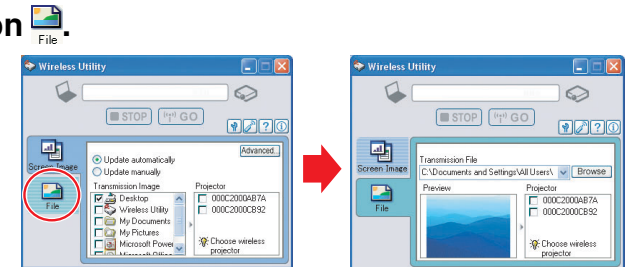 on File.
Wireless Utility
STOP GO
Advanced...
Screen Image
Update automatically
Update manually
Transmission Image Projector
Desktop 000C2000AB7A
Wireless Utility 000C2000CB92
My Documents
My Pictures
Microsoft Power
Microsoft Office
Choose wireless
projector
File
Wireless Utility
STOP GO
Screen Image
Transmission File
C:\Documents and Settings\All Users\ Browse
Preview Projector
000C2000AB7A
000C2000CB92
Choose wireless
projector
File